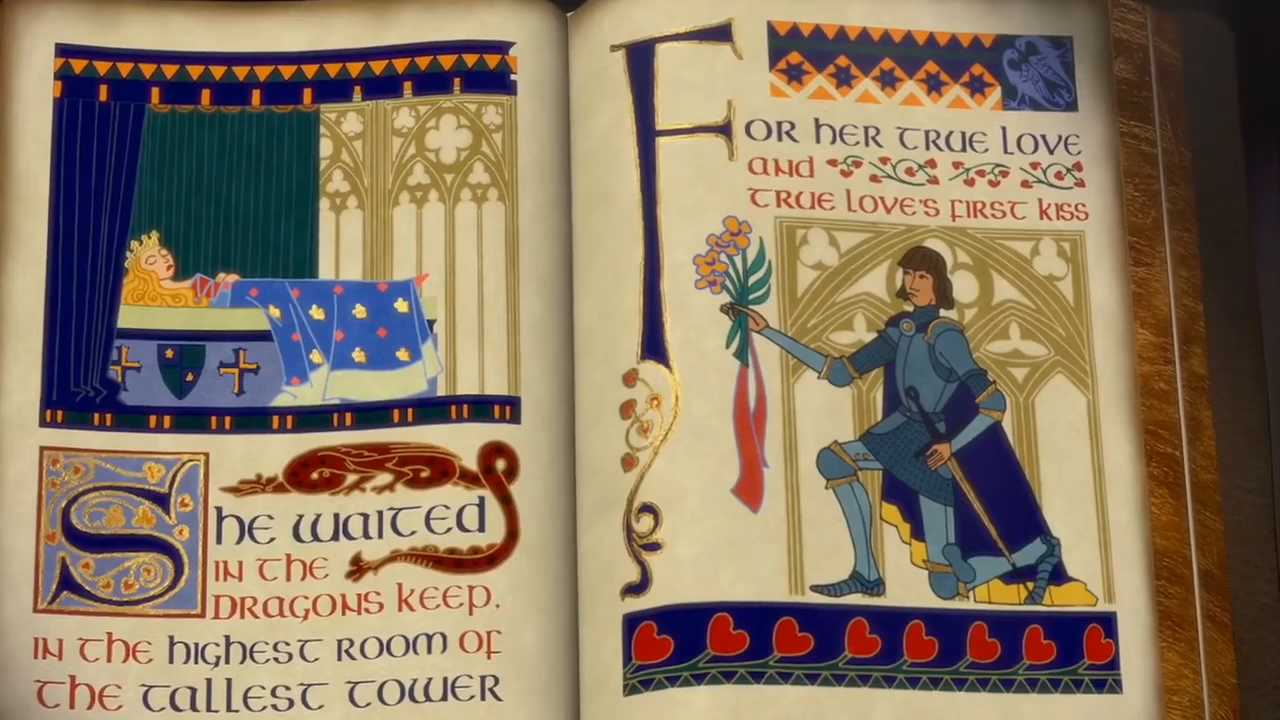 She waited
in the
dragons keep.
in the highest room of
the tallest tower
For her true love
and
true love's first kiss